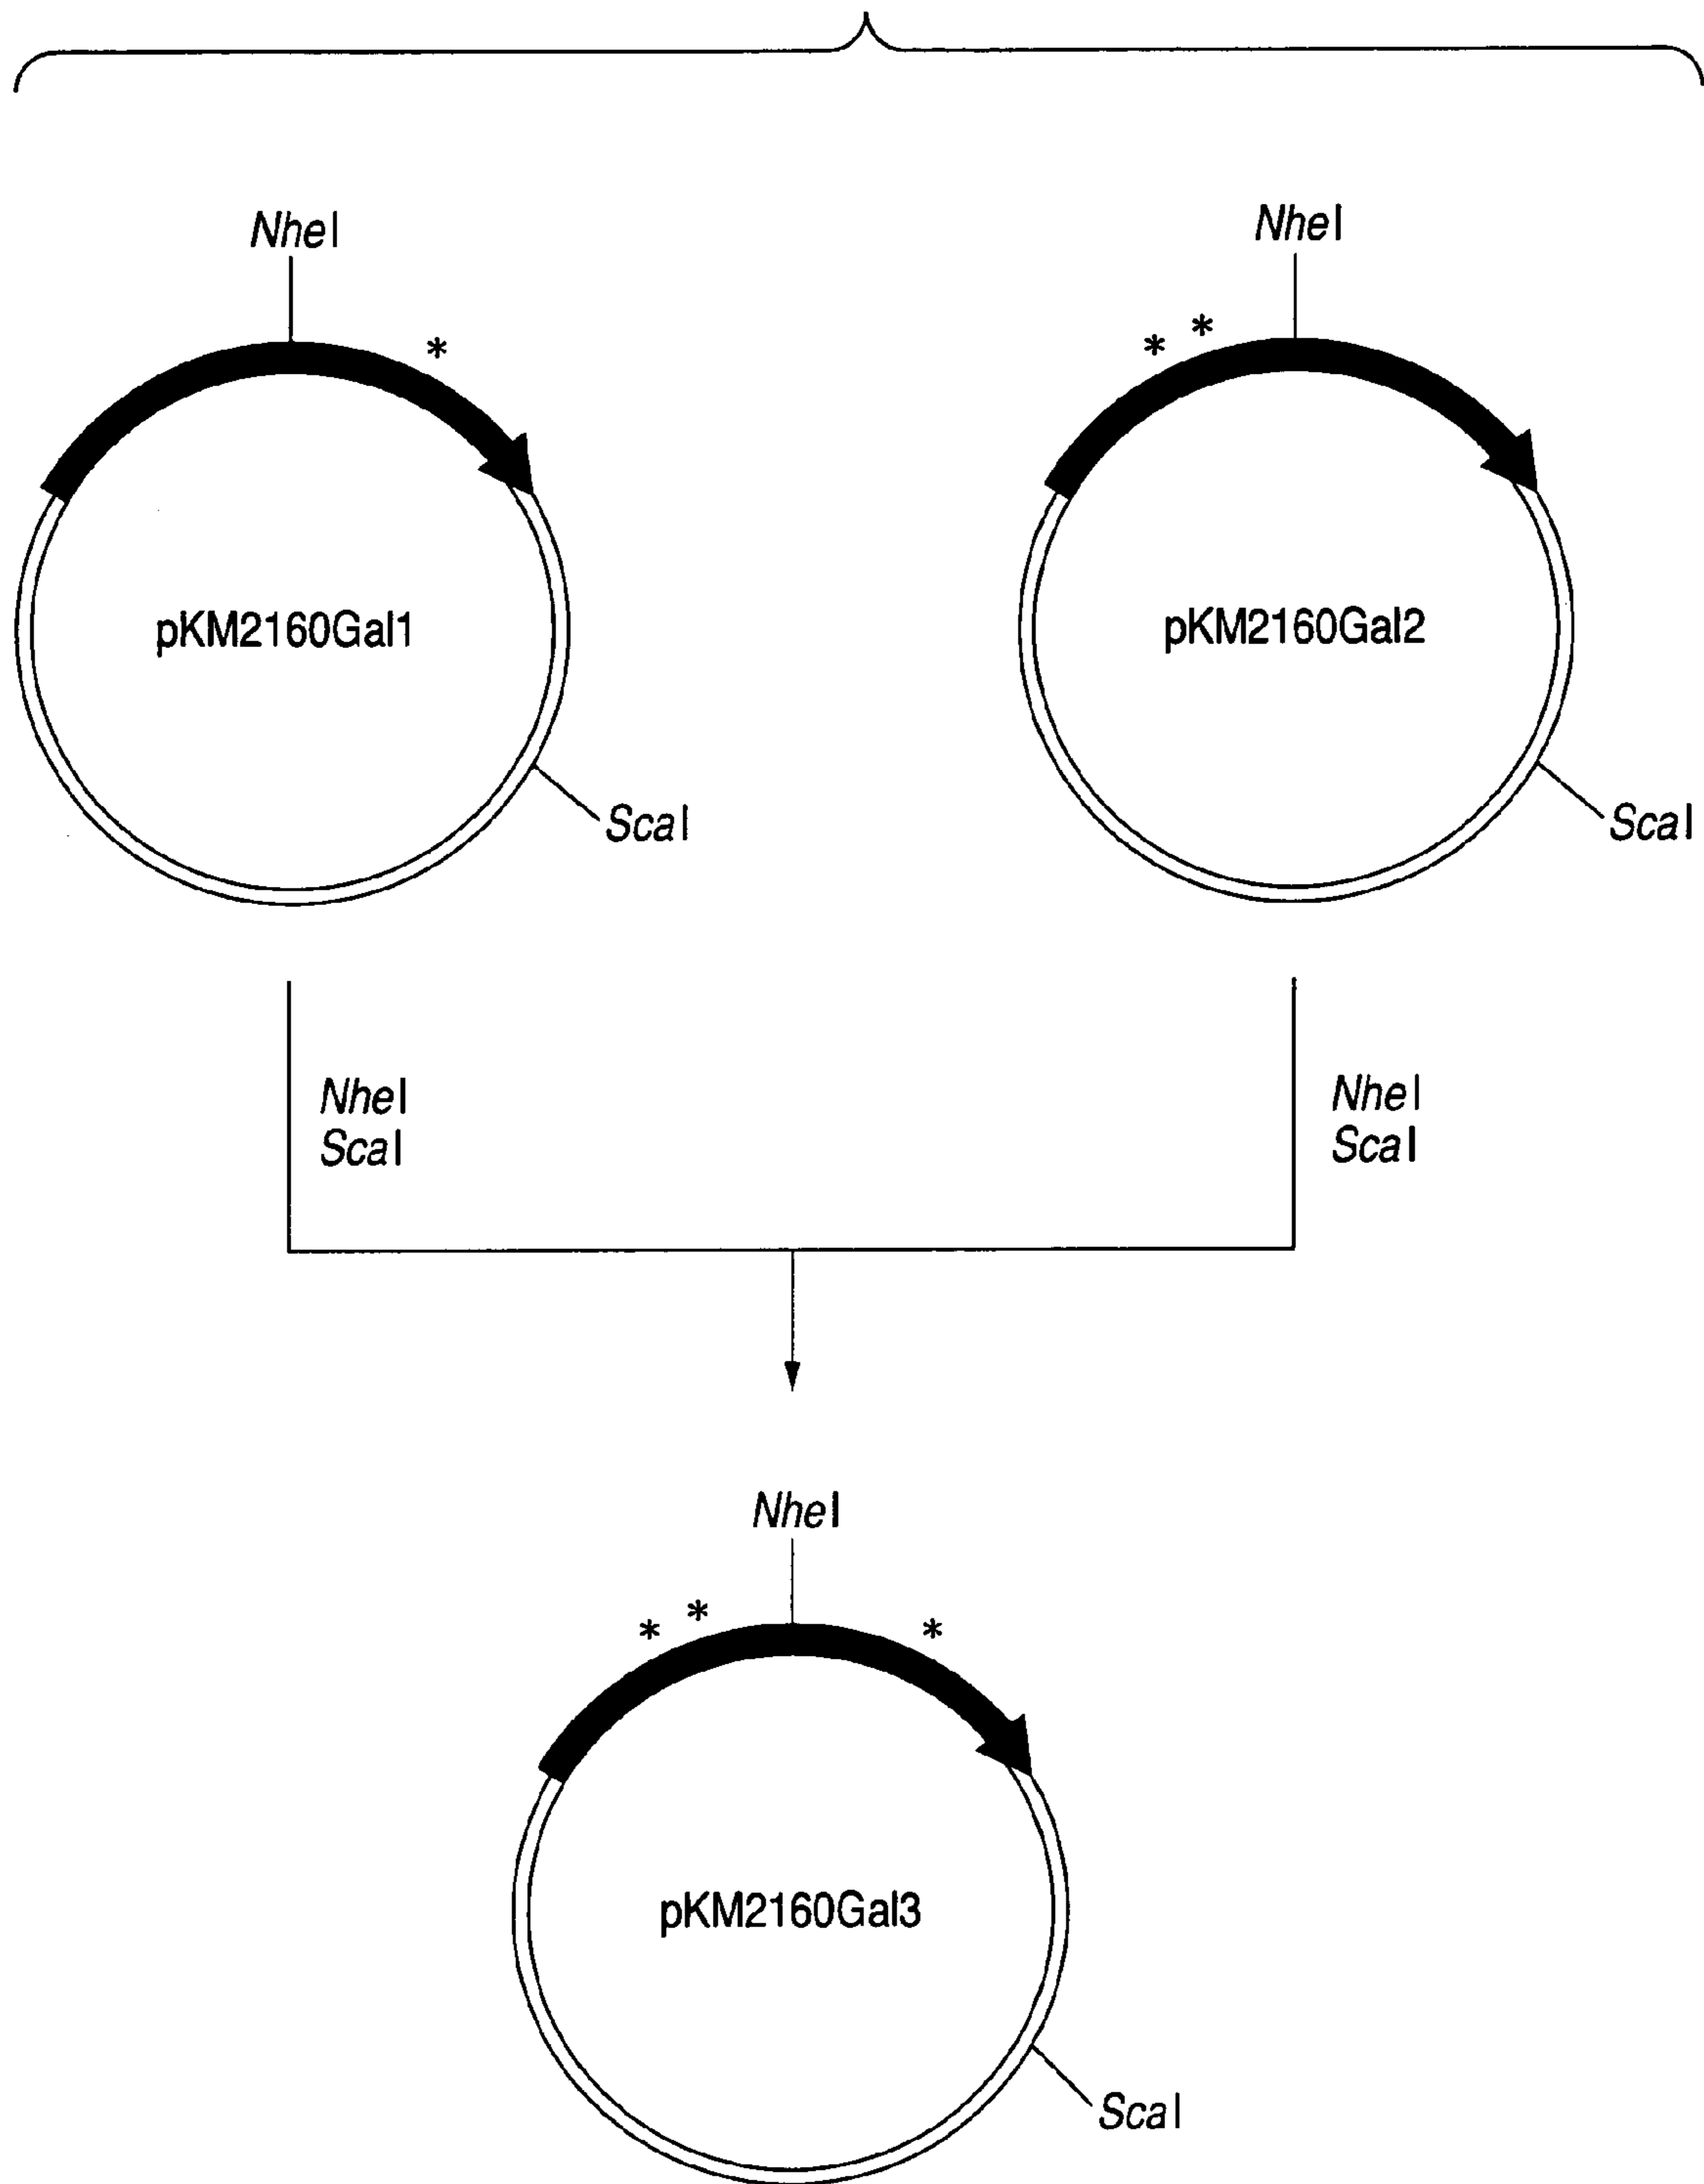 NheI
NheI
*
* *
pKM2160Gal1
pKM2160Gal2
ScaI
ScaI
NheI
ScaI
NheI
ScaI
NheI
* *
*
pKM2160Gal3
ScaI